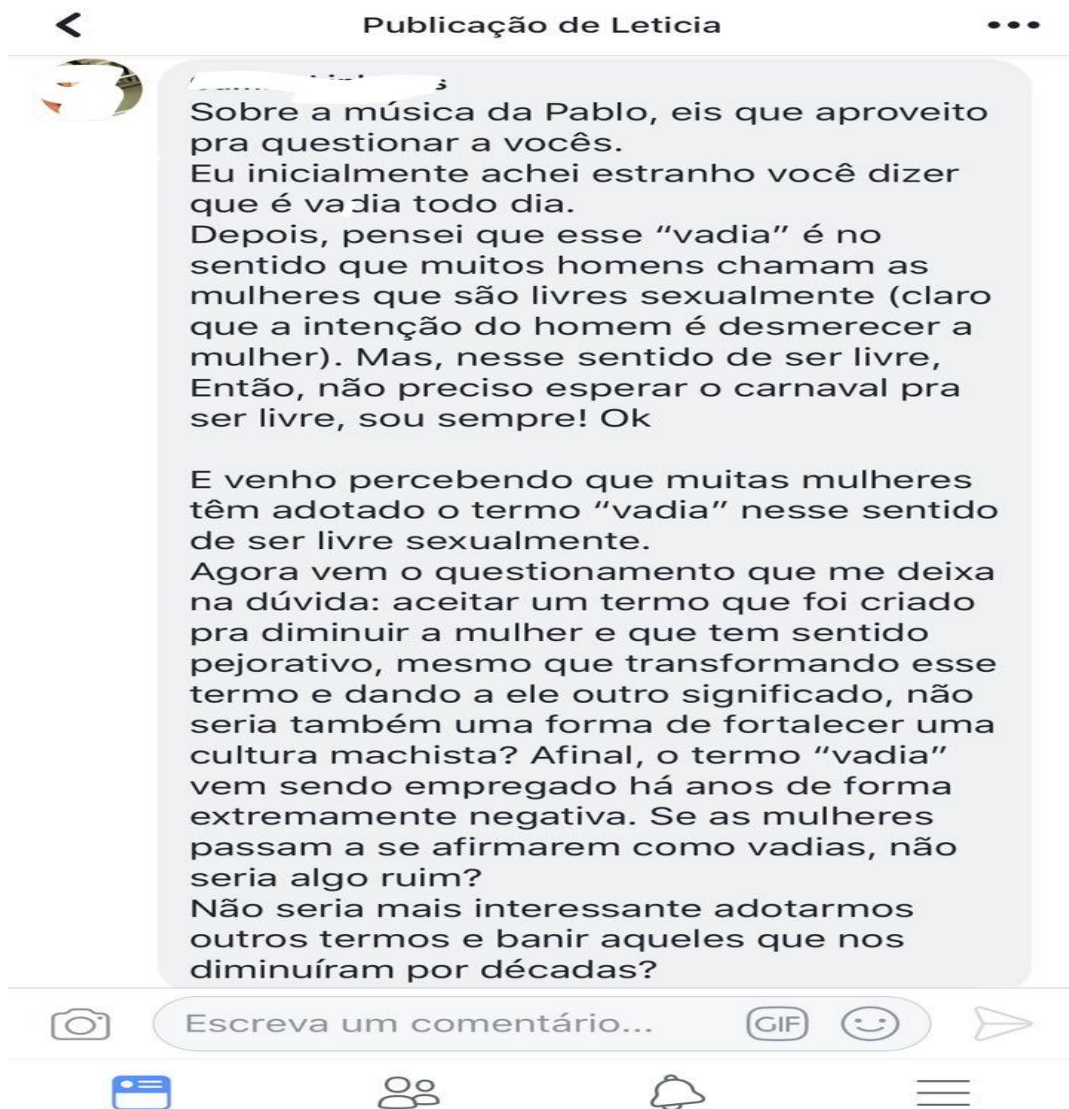 Publicação de Leticia
Sobre a música da Pablo, eis que aproveito
pra questionar a vocês.
Eu inicialmente achei estranho você dizer
que é vadia todo dia.
Depois, pensei que esse “vadia” é no
sentido que muitos homens chamam as
mulheres que são livres sexualmente (claro
que a intenção do homem é desmerecer a
mulher). Mas, nesse sentido de ser livre,
Então, não preciso esperar o carnaval pra
ser livre, sou sempre! Ok
E venho percebendo que muitas mulheres
têm adotado o termo “vadia” nesse sentido
de ser livre sexualmente.
Agora vem o questionamento que me deixa
na dúvida: aceitar um termo que foi criado
pra diminuir a mulher e que tem sentido
pejorativo, mesmo que transformando esse
termo e dando a ele outro significado, não
seria também uma forma de fortalecer uma
cultura machista? Afinal, o termo “vadia”
vem sendo empregado há anos de forma
extremamente negativa. Se as mulheres
passam a se afirmarem como vadias, não
seria algo ruim?
Não seria mais interessante adotarmos
outros termos e banir aqueles que nos
diminuíram por décadas?
Escreva um comentário...
GIF